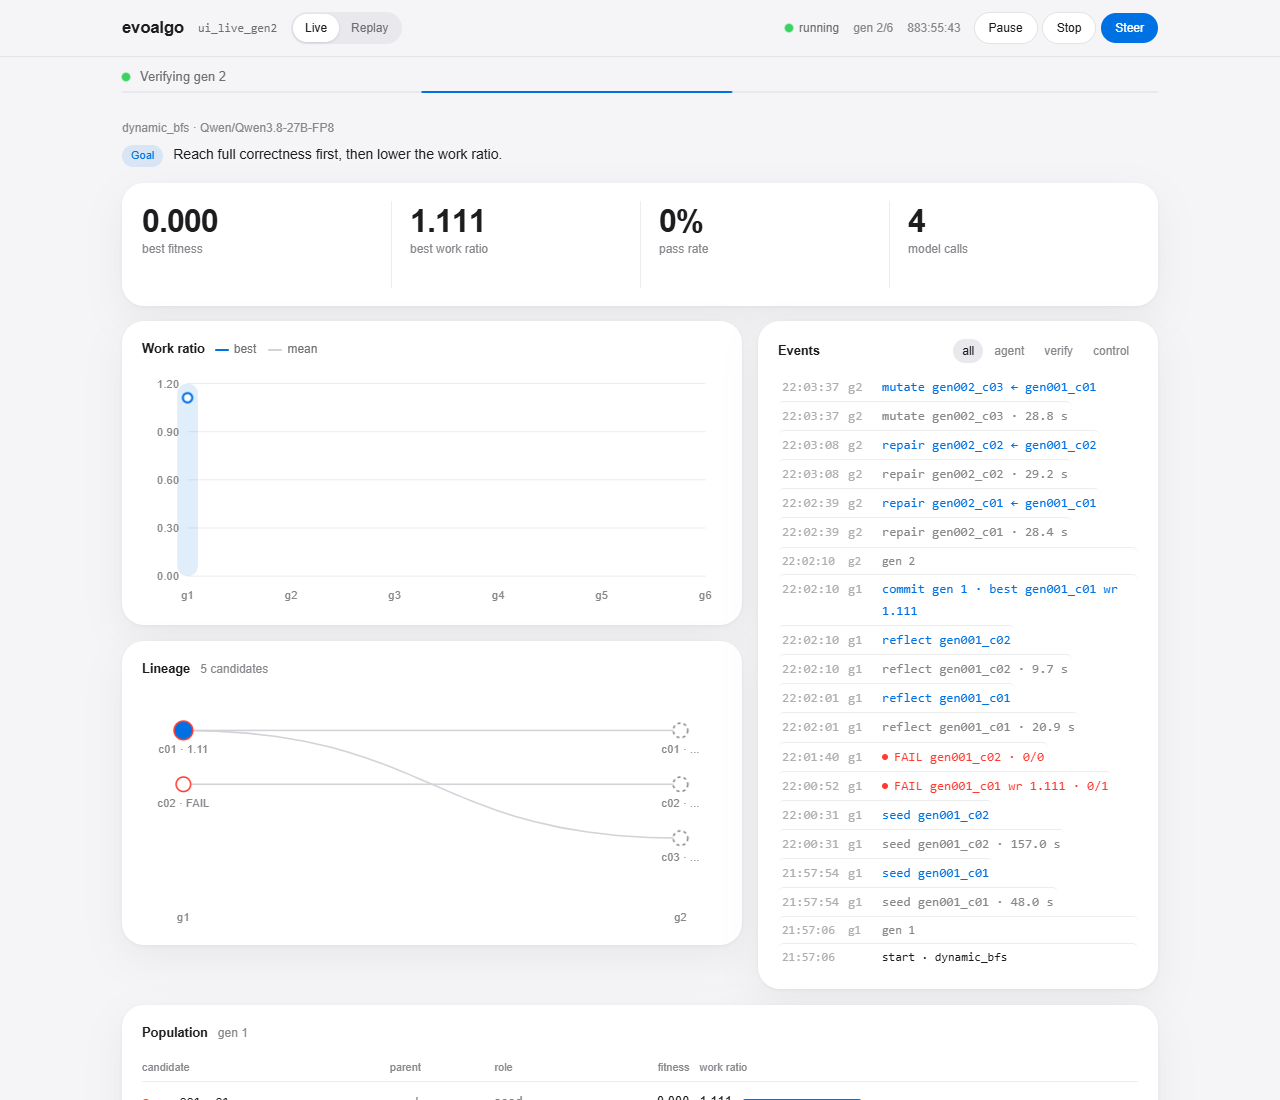 evoalgo ui_live_gen2 Live Replay running gen 2/6 883:55:43 Pause Stop Steer
Verifying gen 2
dynamic_bfs · Qwen/Qwen3.8-27B-FP8
Goal Reach full correctness first, then lower the work ratio.
0.000 1.111 0% 4
best fitness best work ratio pass rate model calls
Work ratio best mean
1.20
0.90
0.60
0.30
0.00
g1 g2 g3 g4 g5 g6
Lineage 5 candidates
c01 · 1.11 c01 · ...
c02 · FAIL c02 · ...
c03 · ...
g1 g2
Events all agent verify control
22:03:37 g2 mutate gen002_c03 ← gen001_c01
22:03:37 g2 mutate gen002_c03 · 28.8 s
22:03:08 g2 repair gen002_c02 ← gen001_c02
22:03:08 g2 repair gen002_c02 · 29.2 s
22:02:39 g2 repair gen002_c01 ← gen001_c01
22:02:39 g2 repair gen002_c01 · 28.4 s
22:02:10 g2 gen 2
22:02:10 g1 commit gen 1 · best gen001_c01 wr
1.111
22:02:10 g1 reflect gen001_c02
22:02:10 g1 reflect gen001_c02 · 9.7 s
22:02:01 g1 reflect gen001_c01
22:02:01 g1 reflect gen001_c01 · 20.9 s
22:01:40 g1 FAIL gen001_c02 · 0/0
22:00:52 g1 FAIL gen001_c01 wr 1.111 · 0/1
22:00:31 g1 seed gen001_c02
22:00:31 g1 seed gen001_c02 · 157.0 s
21:57:54 g1 seed gen001_c01
21:57:54 g1 seed gen001_c01 · 48.0 s
21:57:06 g1 gen 1
21:57:06 start · dynamic_bfs
Population gen 1
candidate parent role fitness work ratio
0.000 1.111